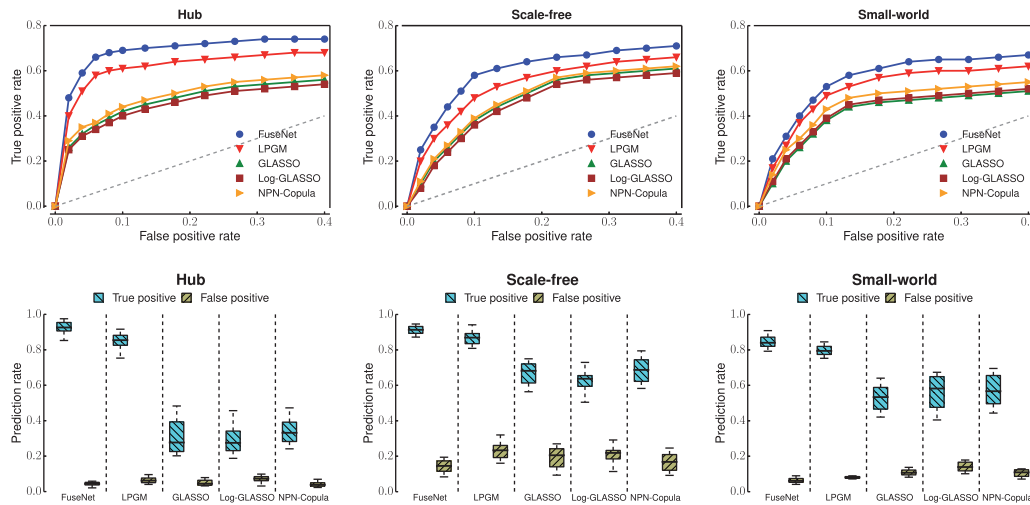 Hub
Scale-free
Small-world
True positive rate
0.8
0.6
0.4
0.2
0.0
FuseNet
LPGM
GLASSO
Log-GLASSO
NPN-Copula
0.0 0.1 0.2 0.3 0.4
False positive rate
True positive rate
0.8
0.6
0.4
0.2
0.0
FuseNet
LPGM
GLASSO
Log-GLASSO
NPN-Copula
0.0 0.1 0.2 0.3 0.4
False positive rate
True positive rate
0.8
0.6
0.4
0.2
0.0
FuseNet
LPGM
GLASSO
Log-GLASSO
NPN-Copula
0.0 0.1 0.2 0.3 0.4
False positive rate
Hub
True positive False positive
Prediction rate
1.0
0.8
0.6
0.4
0.2
0.0
FuseNet LPGM GLASSO Log-GLASSO NPN-Copula
Scale-free
True positive False positive
Prediction rate
1.0
0.8
0.6
0.4
0.2
0.0
FuseNet LPGM GLASSO Log-GLASSO NPN-Copula
Small-world
True positive False positive
Prediction rate
1.0
0.8
0.6
0.4
0.2
0.0
FuseNet LPGM GLASSO Log-GLASSO NPN-Copula